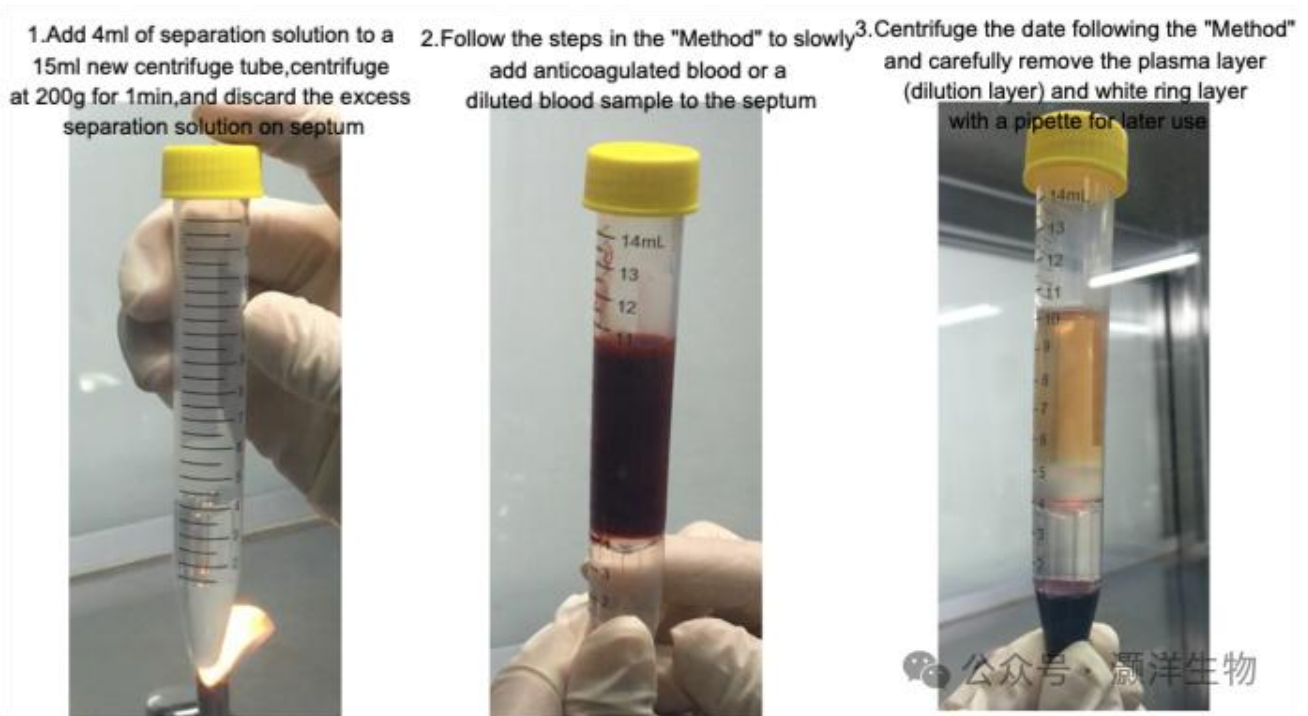 1.Add 4ml of separation solution to a
15ml new centrifuge tube,centrifuge
at 200g for 1min,and discard the excess
separation solution on septum
2.Follow the steps in the "Method" to slowly
add anticoagulated blood or a
diluted blood sample to the septum
3.Centrifuge the date following the "Method"
and carefully remove the plasma layer
(dilution layer) and white ring layer
with a pipette for later use
14mL
13
12
11
14mL
13
12
11
10
9
8
7
6
5
4
3
2
公众号 · 灏洋生物